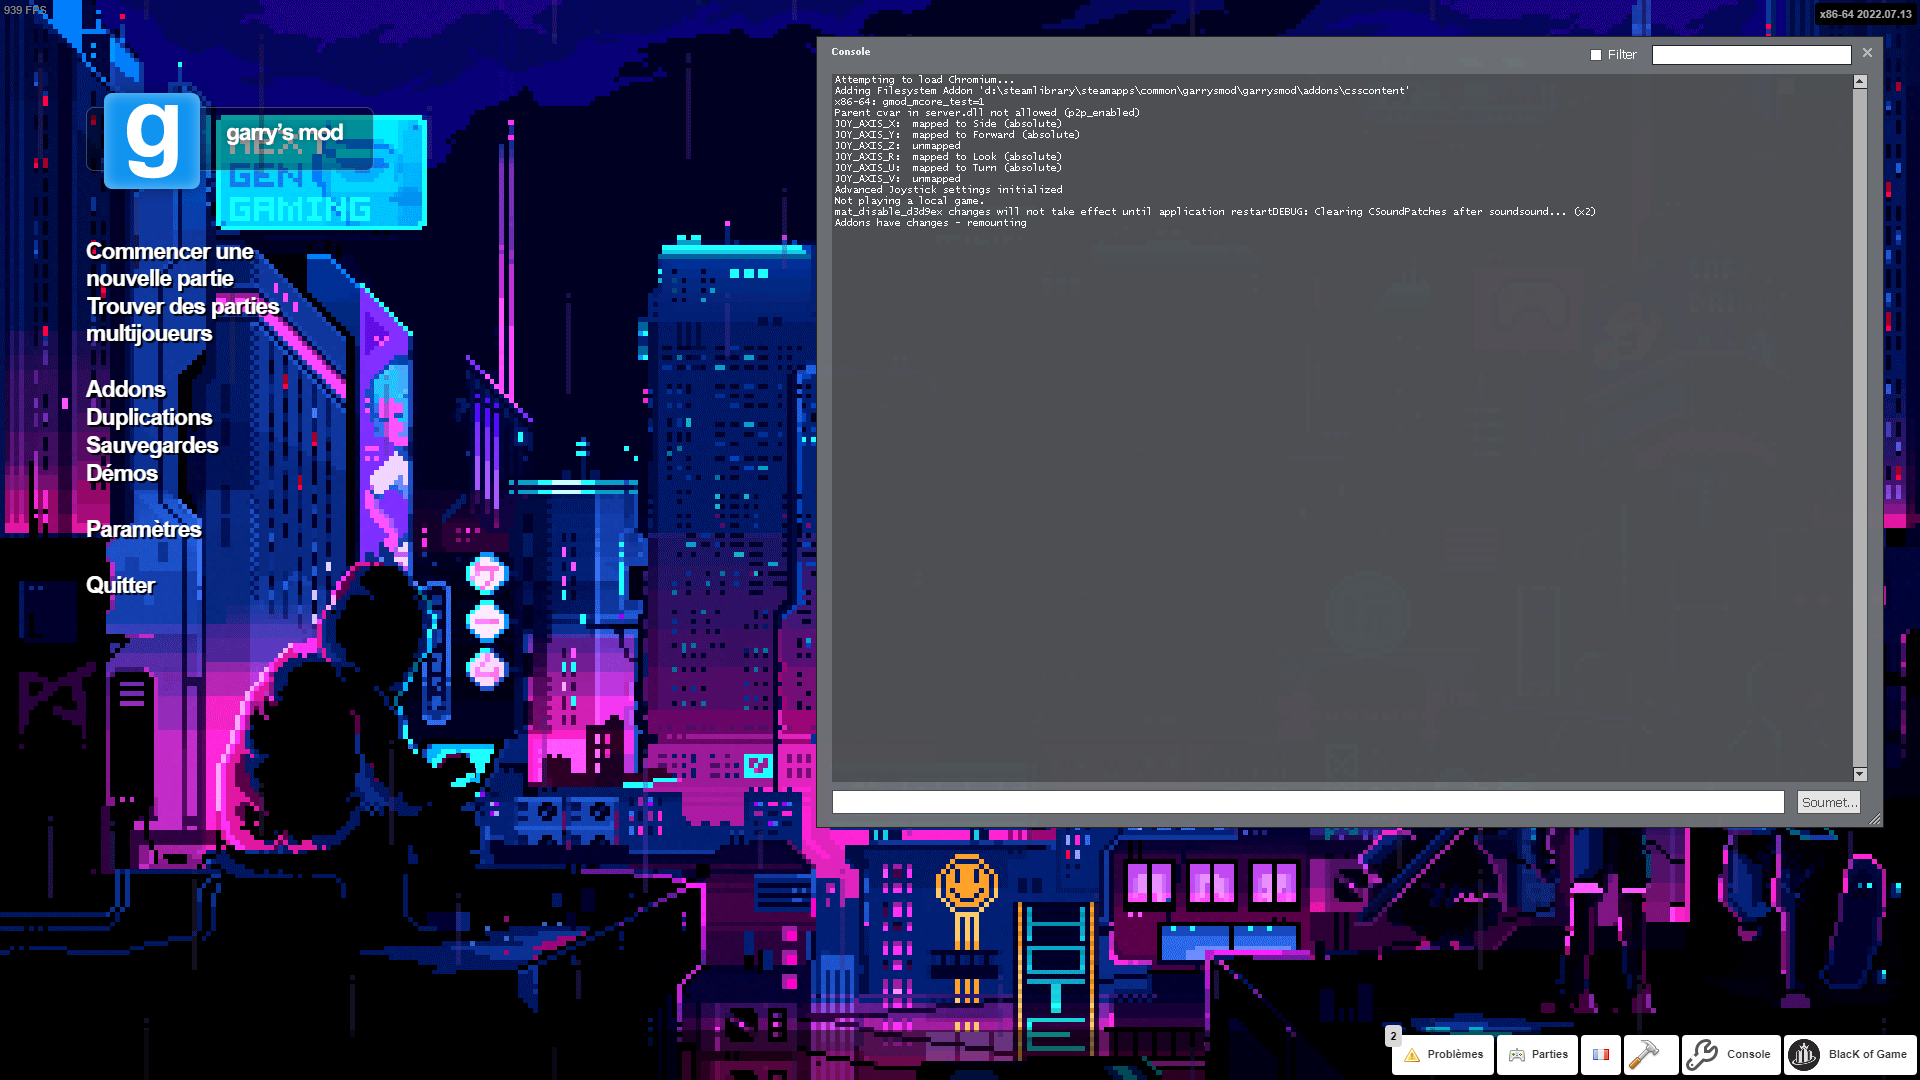 939 FPS
x86-64 2022.07.13
g
garry's mod
NEXT
GEN
GAMING
Commencer une
nouvelle partie
Trouver des parties
multijoueurs
Addons
Duplications
Sauvegardes
Démos
Paramètres
Quitter
Console
Filter
Attempting to load Chromium...
Adding Filesystem Addon 'd:\steamlibrary\steamapps\common\garrysmod\garrysmod\addons\csscontent'
x86-64: gmod_mcore_test=1
Parent cvar in server.dll not allowed (p2p_enabled)
JOY_AXIS_X:  mapped to Side (absolute)
JOY_AXIS_Y:  mapped to Forward (absolute)
JOY_AXIS_Z:  unmapped
JOY_AXIS_R:  mapped to Look (absolute)
JOY_AXIS_U:  mapped to Turn (absolute)
JOY_AXIS_V:  unmapped
Advanced Joystick settings initialized
Not playing a local game.
mat_disable_d3d9ex changes will not take effect until application restartDEBUG: Clearing CSoundPatches after soundsound... (x2)
Addons have changes - remounting
Soumet...
2
Problèmes
Parties
Console
BlacK of Game